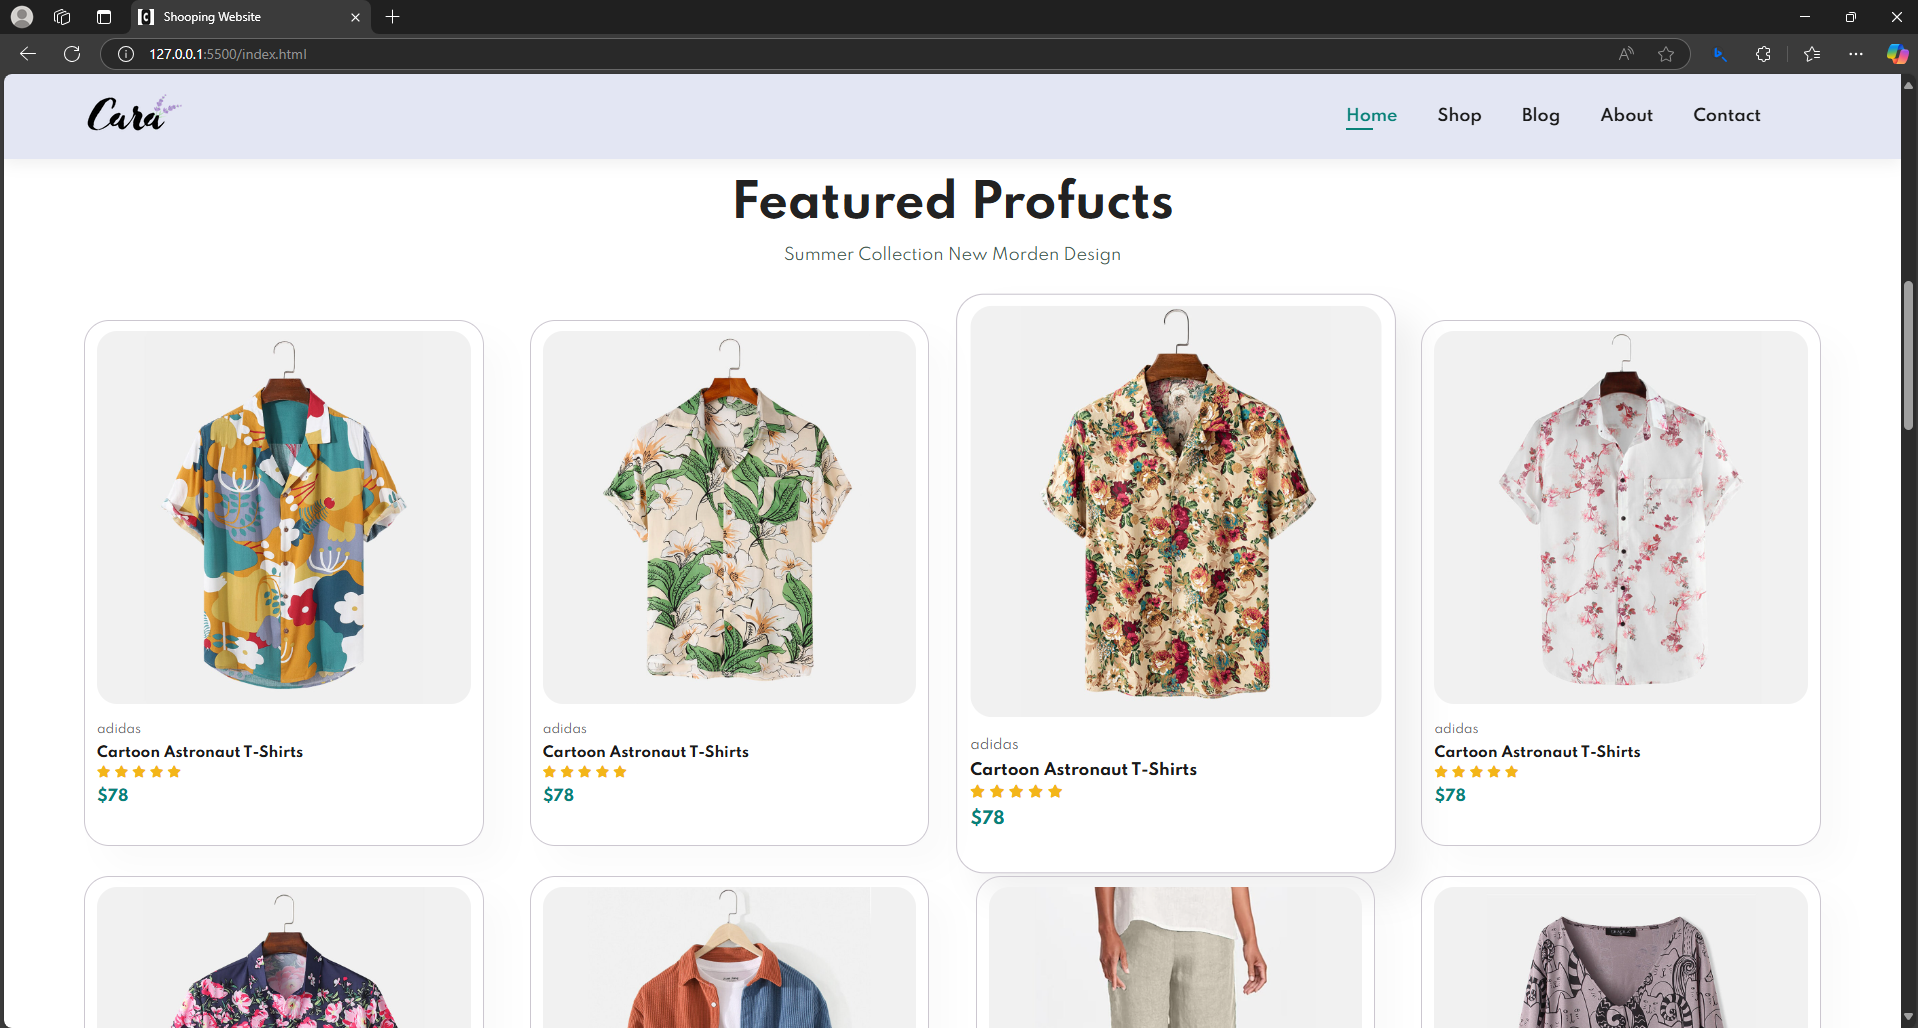 Shooping Website
127.0.0.1:5500/index.html
Cara
Home Shop Blog About Contact
Featured Profucts
Summer Collection New Morden Design
adidas
Cartoon Astronaut T-Shirts
$78
adidas
Cartoon Astronaut T-Shirts
$78
adidas
Cartoon Astronaut T-Shirts
$78
adidas
Cartoon Astronaut T-Shirts
$78